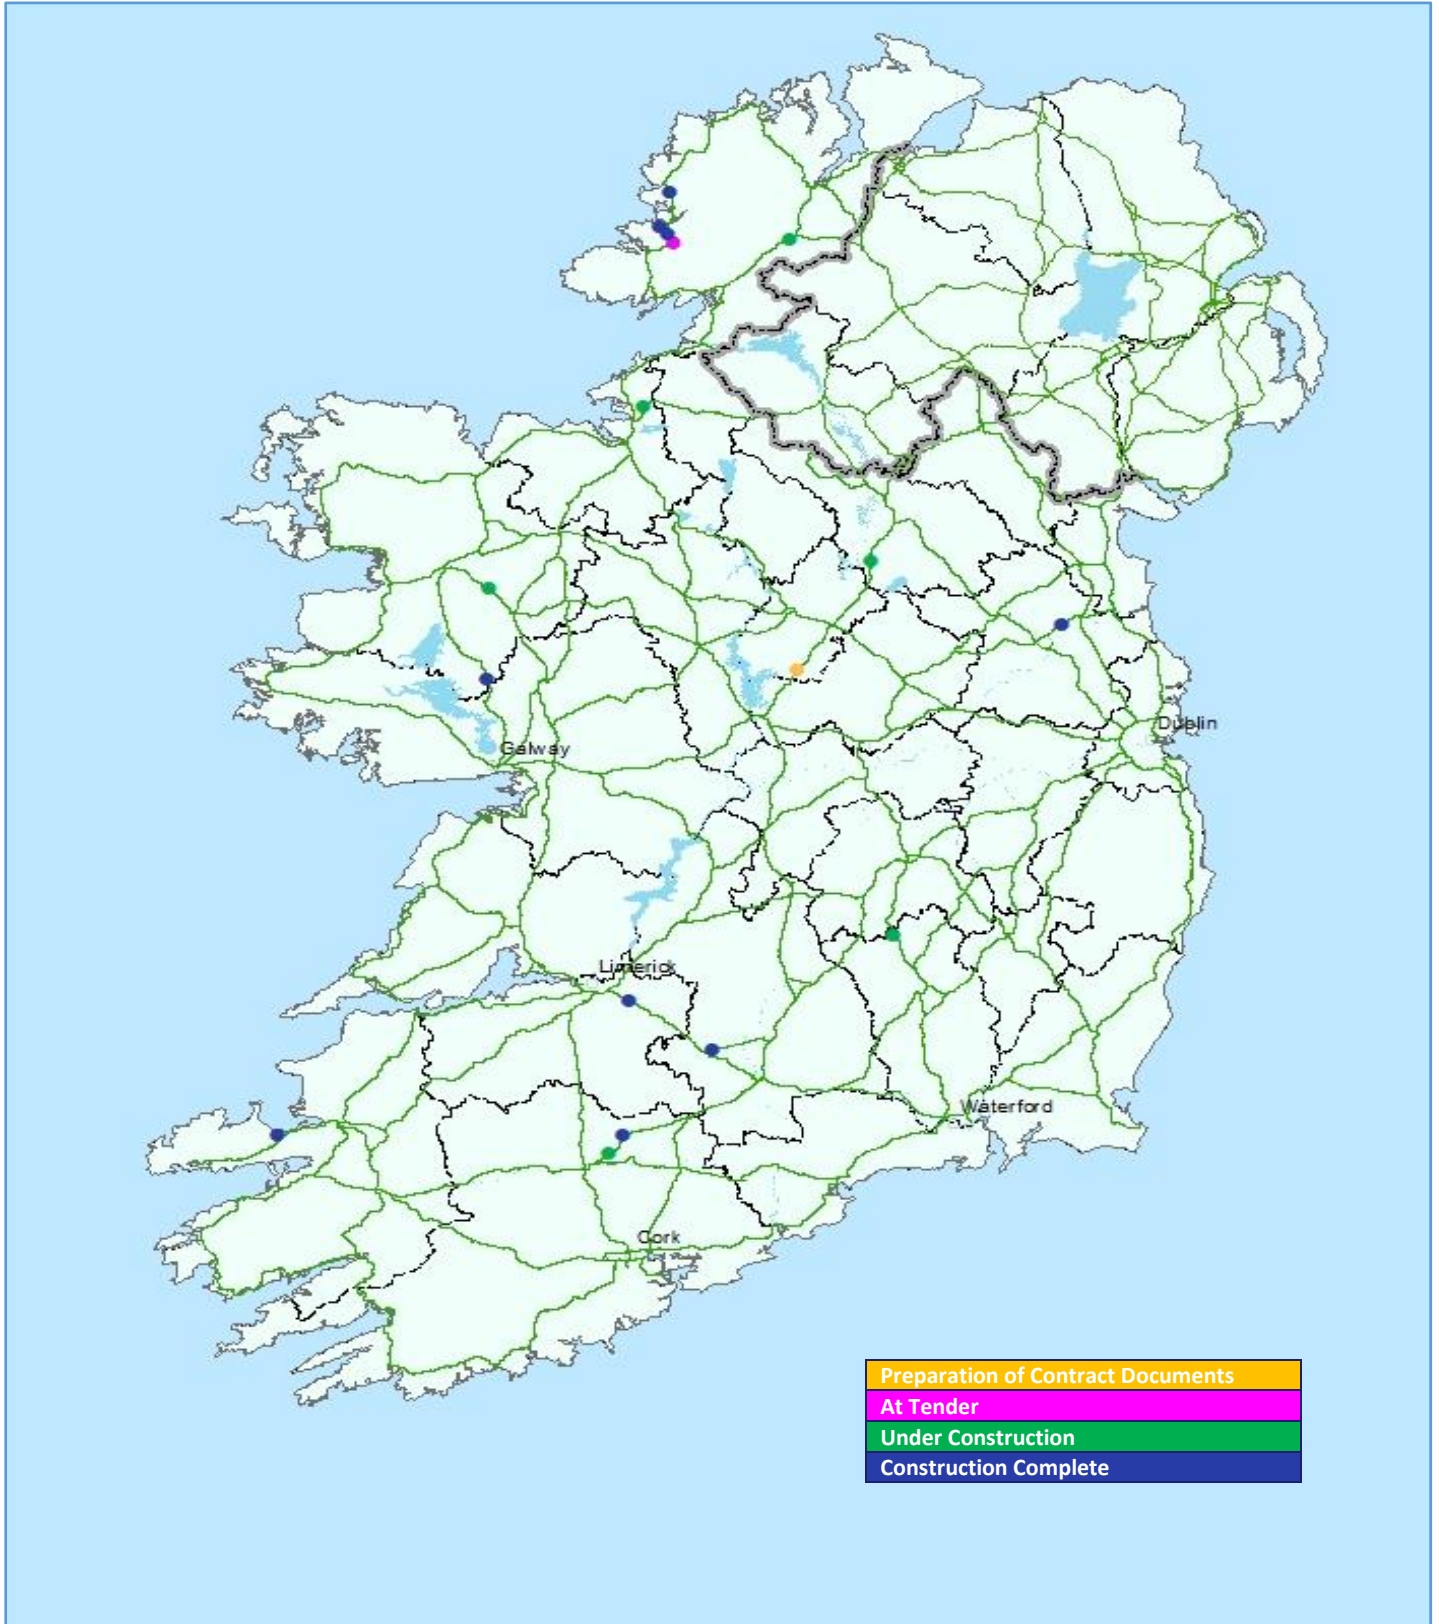 Dublin
Galway
Limerick
Waterford
Cork
Preparation of Contract Documents
At Tender
Under Construction
Construction Complete